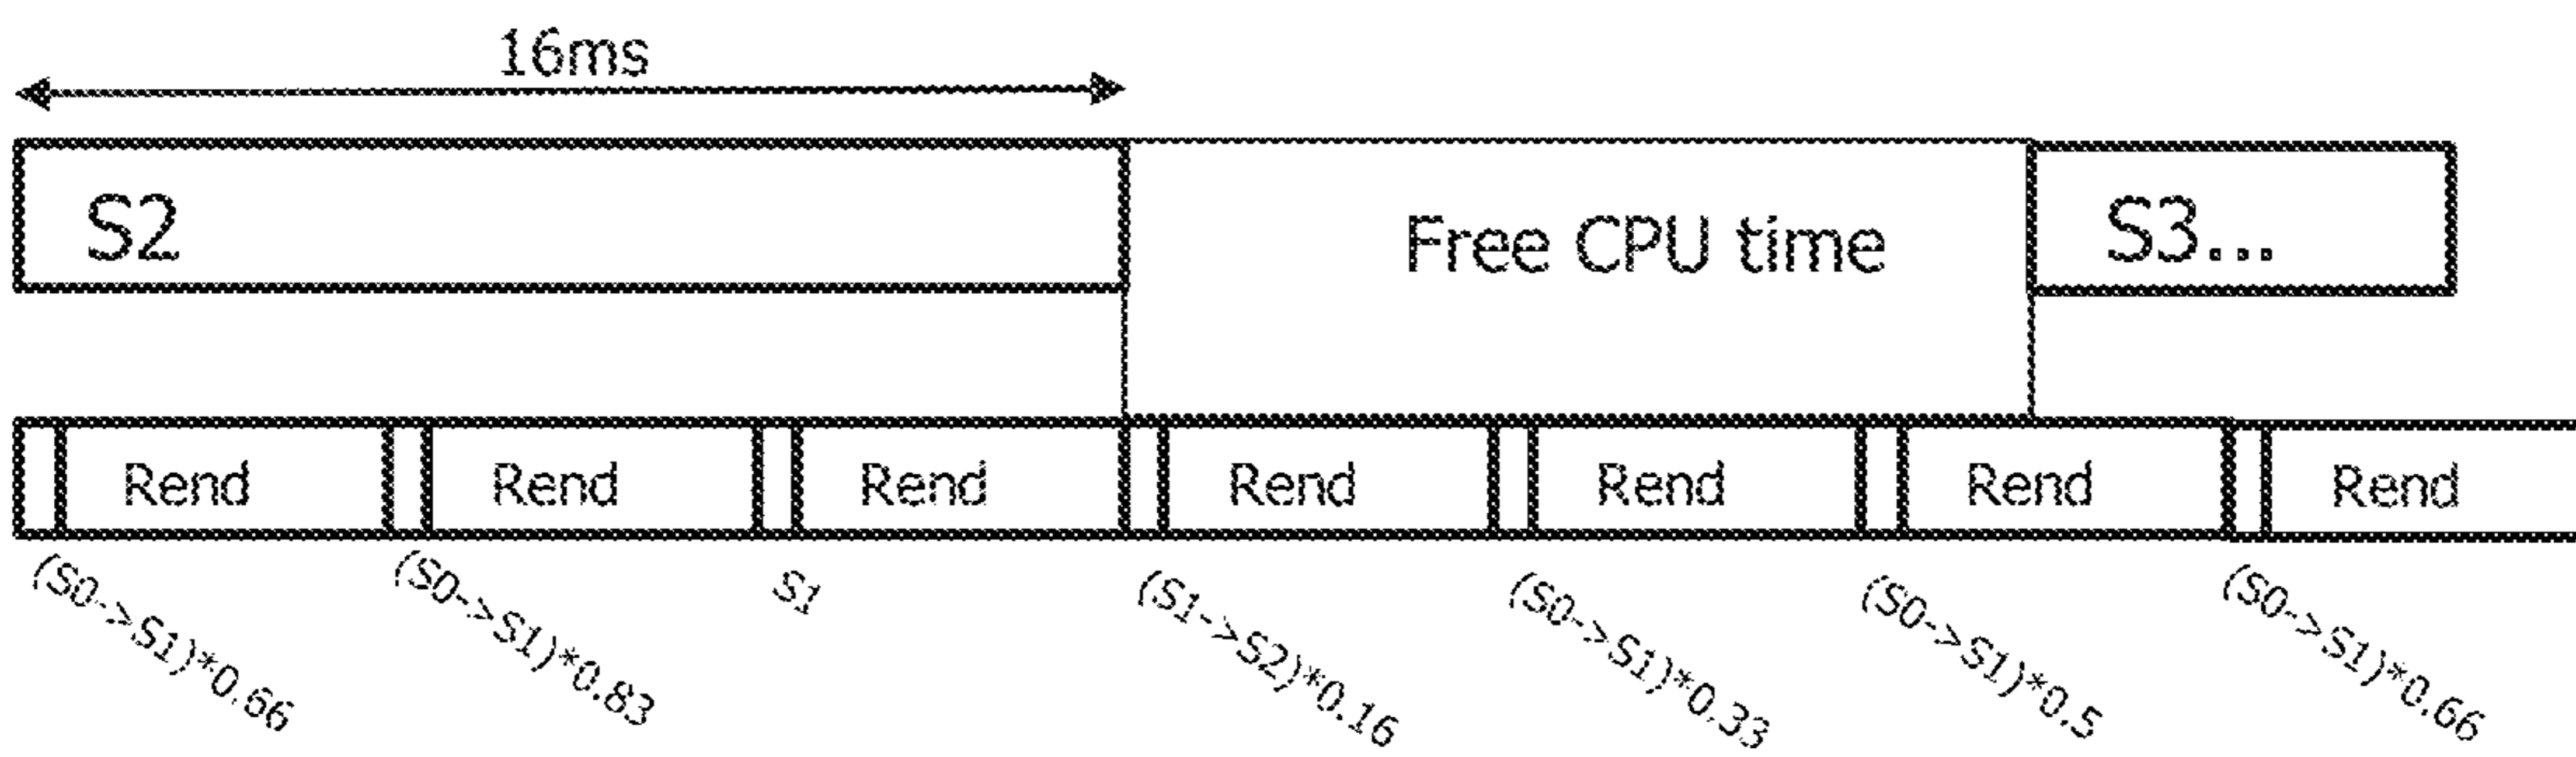 16ms
S2
Free CPU time
S3...
Rend
Rend
Rend
Rend
Rend
Rend
Rend
(S0->S1)*0.66
(S0->S1)*0.83
S1
(S1->S2)*0.16
(S0->S1)*0.33
(S0->S1)*0.5
(S0->S1)*0.66